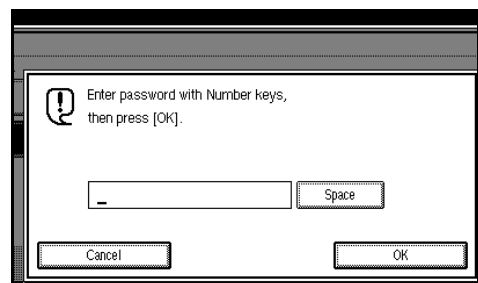 Enter password with Number keys,
then press [OK].
_
Space
Cancel
OK